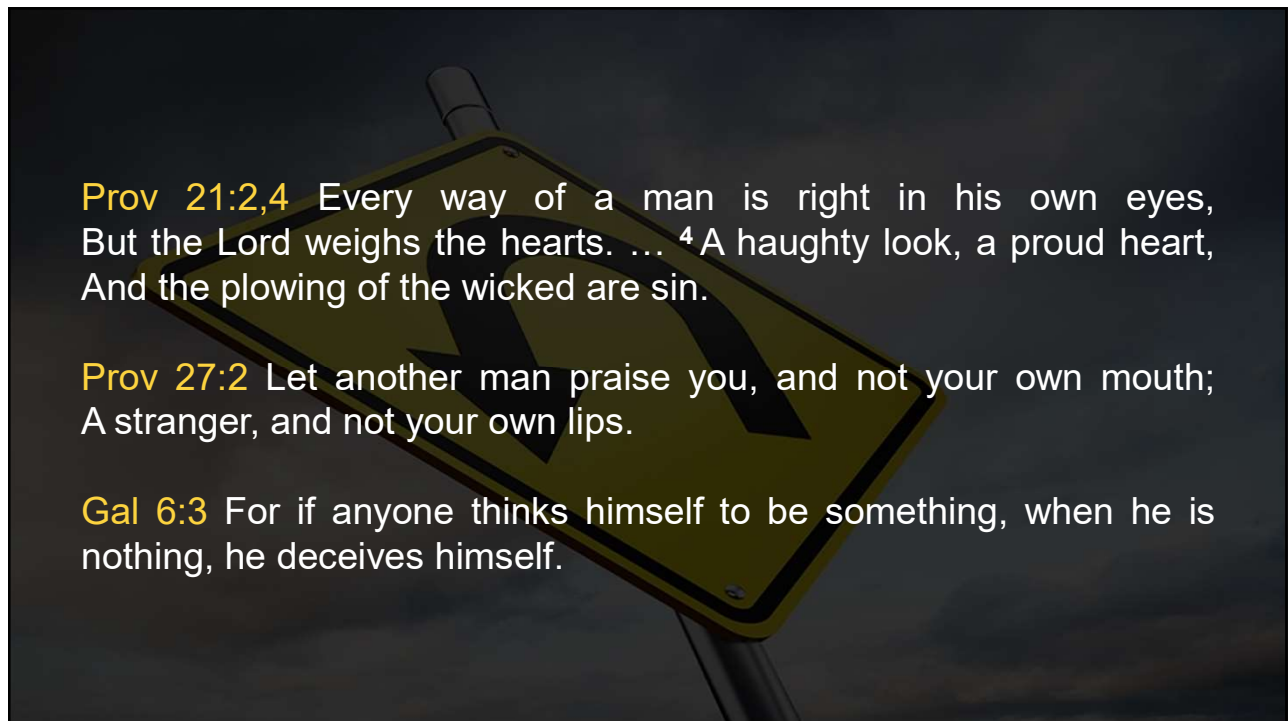 Prov 21:2,4 Every way of a man is right in his own eyes,
But the Lord weighs the hearts. … ⁴ A haughty look, a proud heart,
And the plowing of the wicked are sin.
Prov 27:2 Let another man praise you, and not your own mouth;
A stranger, and not your own lips.
Gal 6:3 For if anyone thinks himself to be something, when he is
nothing, he deceives himself.